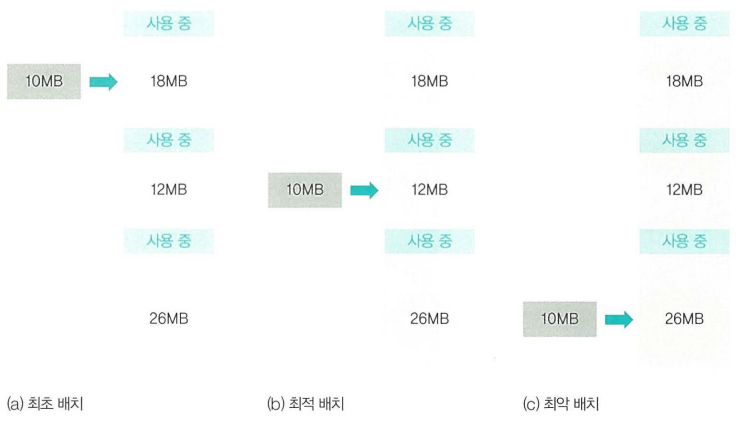 사용 중 사용 중 사용 중
10MB 18MB 18MB 18MB
사용 중 사용 중 사용 중
12MB 10MB 12MB 12MB
사용 중 사용 중 사용 중
26MB 26MB 10MB 26MB
(a) 최초 배치 (b) 최적 배치 (c) 최악 배치